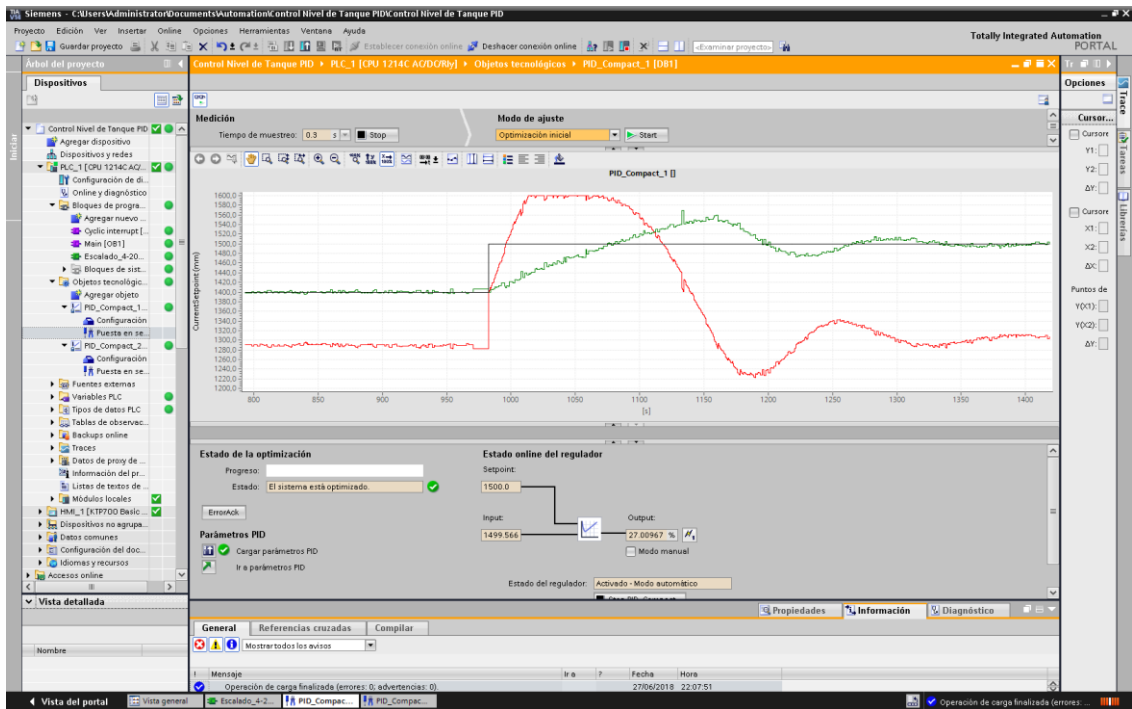 Siemens - C:\Users\Administrator\Documents\Automation\Control Nivel de Tanque PID\Control Nivel de Tanque PID
Proyecto Edición Ver Insertar Online Opciones Herramientas Ventana Ayuda
Totally Integrated Automation
PORTAL
Guardar proyecto
Establecer conexión online
Deshacer conexión online
<Examinar proyecto>
Árbol del proyecto
Control Nivel de Tanque PID ▸ PLC_1 [CPU 1214C AC/DC/Rly] ▸ Objetos tecnológicos ▸ PID_Compact_1 [DB1]
Tr
Dispositivos
Opciones
Iniciar
Control Nivel de Tanque PID
Agregar dispositivo
Dispositivos y redes
PLC_1 [CPU 1214C AC/...
Configuración de di...
Online y diagnóstico
Bloques de progra...
Agregar nuevo ...
Cyclic interrupt [...
Main [OB1]
Escalado_4-20...
Bloques de sist...
Objetos tecnológic...
Agregar objeto
PID_Compact_1...
Configuración
Puesta en se...
PID_Compact_2...
Configuración
Puesta en se...
Fuentes externas
Variables PLC
Tipos de datos PLC
Tablas de observac...
Backups online
Traces
Datos de proxy de ...
Información del pr...
Listas de textos de ...
Módulos locales
HMI_1 [KTP700 Basic ...
Dispositivos no agrupa...
Datos comunes
Configuración del doc...
Idiomas y recursos
Accesos online
Vista detallada
Nombre
Medición
Modo de ajuste
Tiempo de muestreo: 0.3 s Stop
Optimización inicial Start
PID_Compact_1 []
CurrentSetpoint (mm)
1600,0
1580,0
1560,0
1540,0
1520,0
1500,0
1480,0
1460,0
1440,0
1420,0
1400,0
1380,0
1360,0
1340,0
1320,0
1300,0
1280,0
1260,0
1240,0
1220,0
1200,0
800 850 900 950 1000 1050 1100 1150 1200 1250 1300 1350 1400
[s]
Estado de la optimización
Progreso:
Estado: El sistema está optimizado.
ErrorAck
Parámetros PID
Cargar parámetros PID
Ir a parámetros PID
Estado online del regulador
Setpoint:
1500.0
Input:
1499.566
Output:
27.00967 %
Modo manual
Estado del regulador: Activado - Modo automático
Stop PID_Compact
Propiedades Información Diagnóstico
General Referencias cruzadas Compilar
Mostrar todos los avisos
! Mensaje Ir a ? Fecha Hora
Operación de carga finalizada (errores: 0; advertencias: 0). 27/06/2018 22:07:51
Cursor...
Cursore
Y1:
Y2:
ΔY:
Cursore
X1:
X2:
ΔX:
Puntos de
Y(X1):
Y(X2):
ΔY:
Trace
Tareas
Librerías
Vista del portal
Vista general
Escalado_4-2...
PID_Compac...
PID_Compac...
Operación de carga finalizada (errores: ...